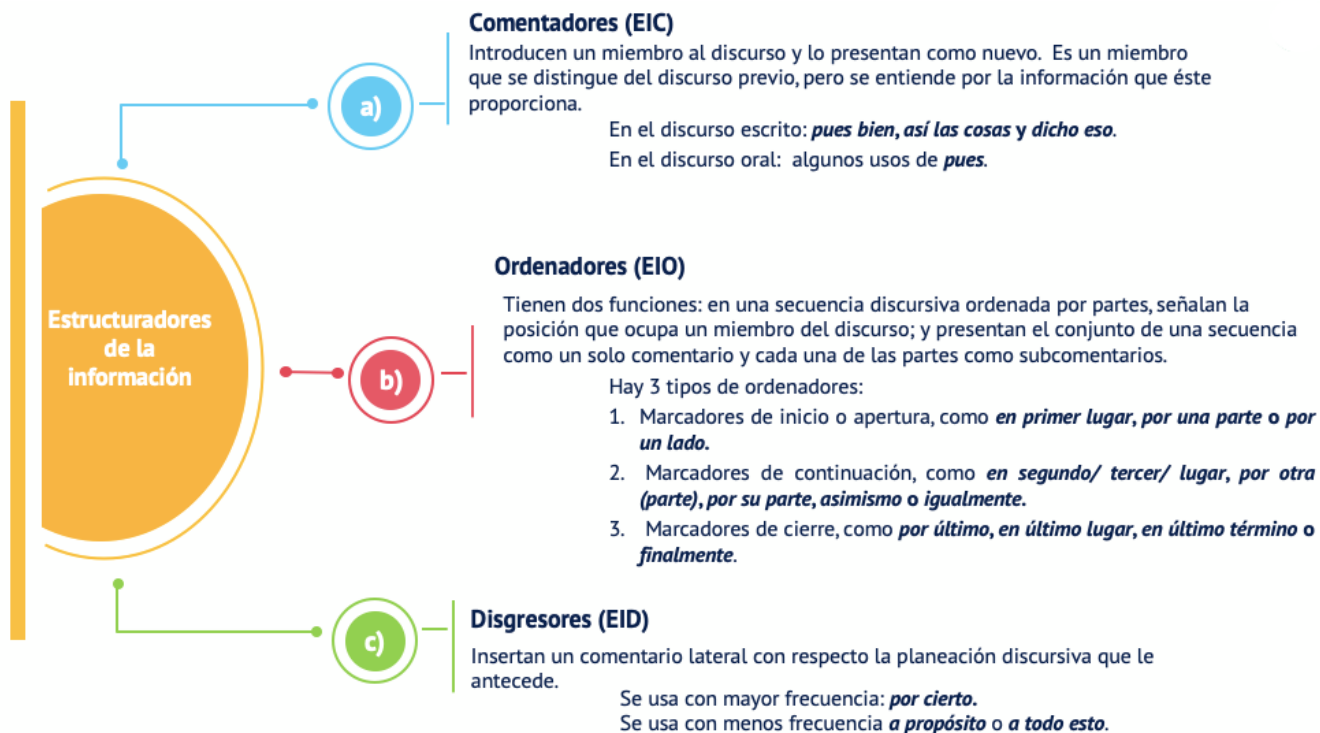 Comentadores (EIC)
Introducen un miembro al discurso y lo presentan como nuevo. Es un miembro
que se distingue del discurso previo, pero se entiende por la información que éste
proporciona.
a)
En el discurso escrito: pues bien, así las cosas y dicho eso.
En el discurso oral: algunos usos de pues.
Estructuradores
de la
información
Ordenadores (EIO)
Tienen dos funciones: en una secuencia discursiva ordenada por partes, señalan la
posición que ocupa un miembro del discurso; y presentan el conjunto de una secuencia
como un solo comentario y cada una de las partes como subcomentarios.
b)
Hay 3 tipos de ordenadores:
1. Marcadores de inicio o apertura, como en primer lugar, por una parte o por
un lado.
2. Marcadores de continuación, como en segundo/ tercer/ lugar, por otra
(parte), por su parte, asimismo o igualmente.
3. Marcadores de cierre, como por último, en último lugar, en último término o
finalmente.
Disgresores (EID)
c)
Insertan un comentario lateral con respecto la planeación discursiva que le
antecede.
Se usa con mayor frecuencia: por cierto.
Se usa con menos frecuencia a propósito o a todo esto.